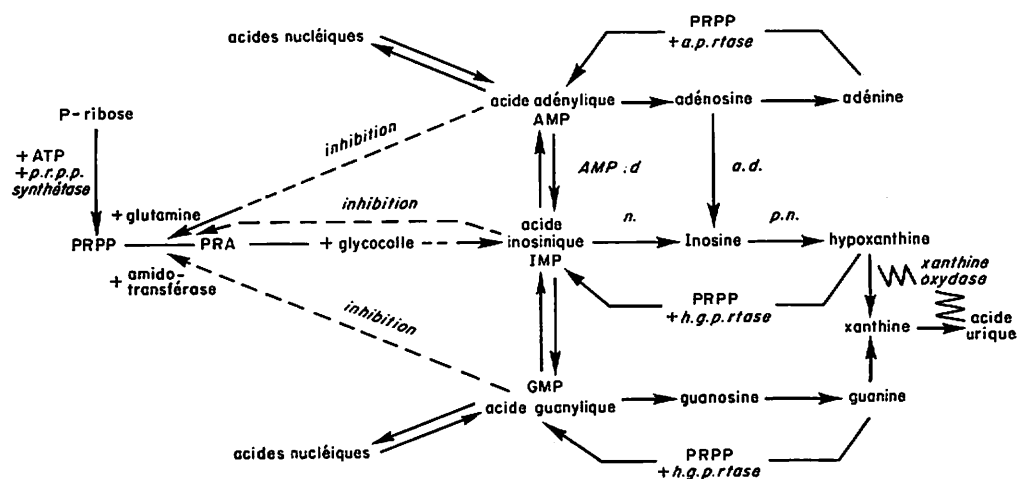 PRPP
+a.p.rtase
acides nucléiques
acide adénylique
AMP
adénosine
adénine
P-ribose
inhibition
+ATP
+p.r.p.p.
synthétase
AMP:d
a.d.
+glutamine
inhibition
PRPP
PRA
+glycocolle
acide
inosinique
IMP
n.
Inosine
p.n.
hypoxanthine
+amido-
transférase
inhibition
PRPP
+h.g.p.rtase
xanthine
oxydase
xanthine
acide
urique
GMP
acide guanylique
guanosine
guanine
acides nucléiques
PRPP
+h.g.p.rtase